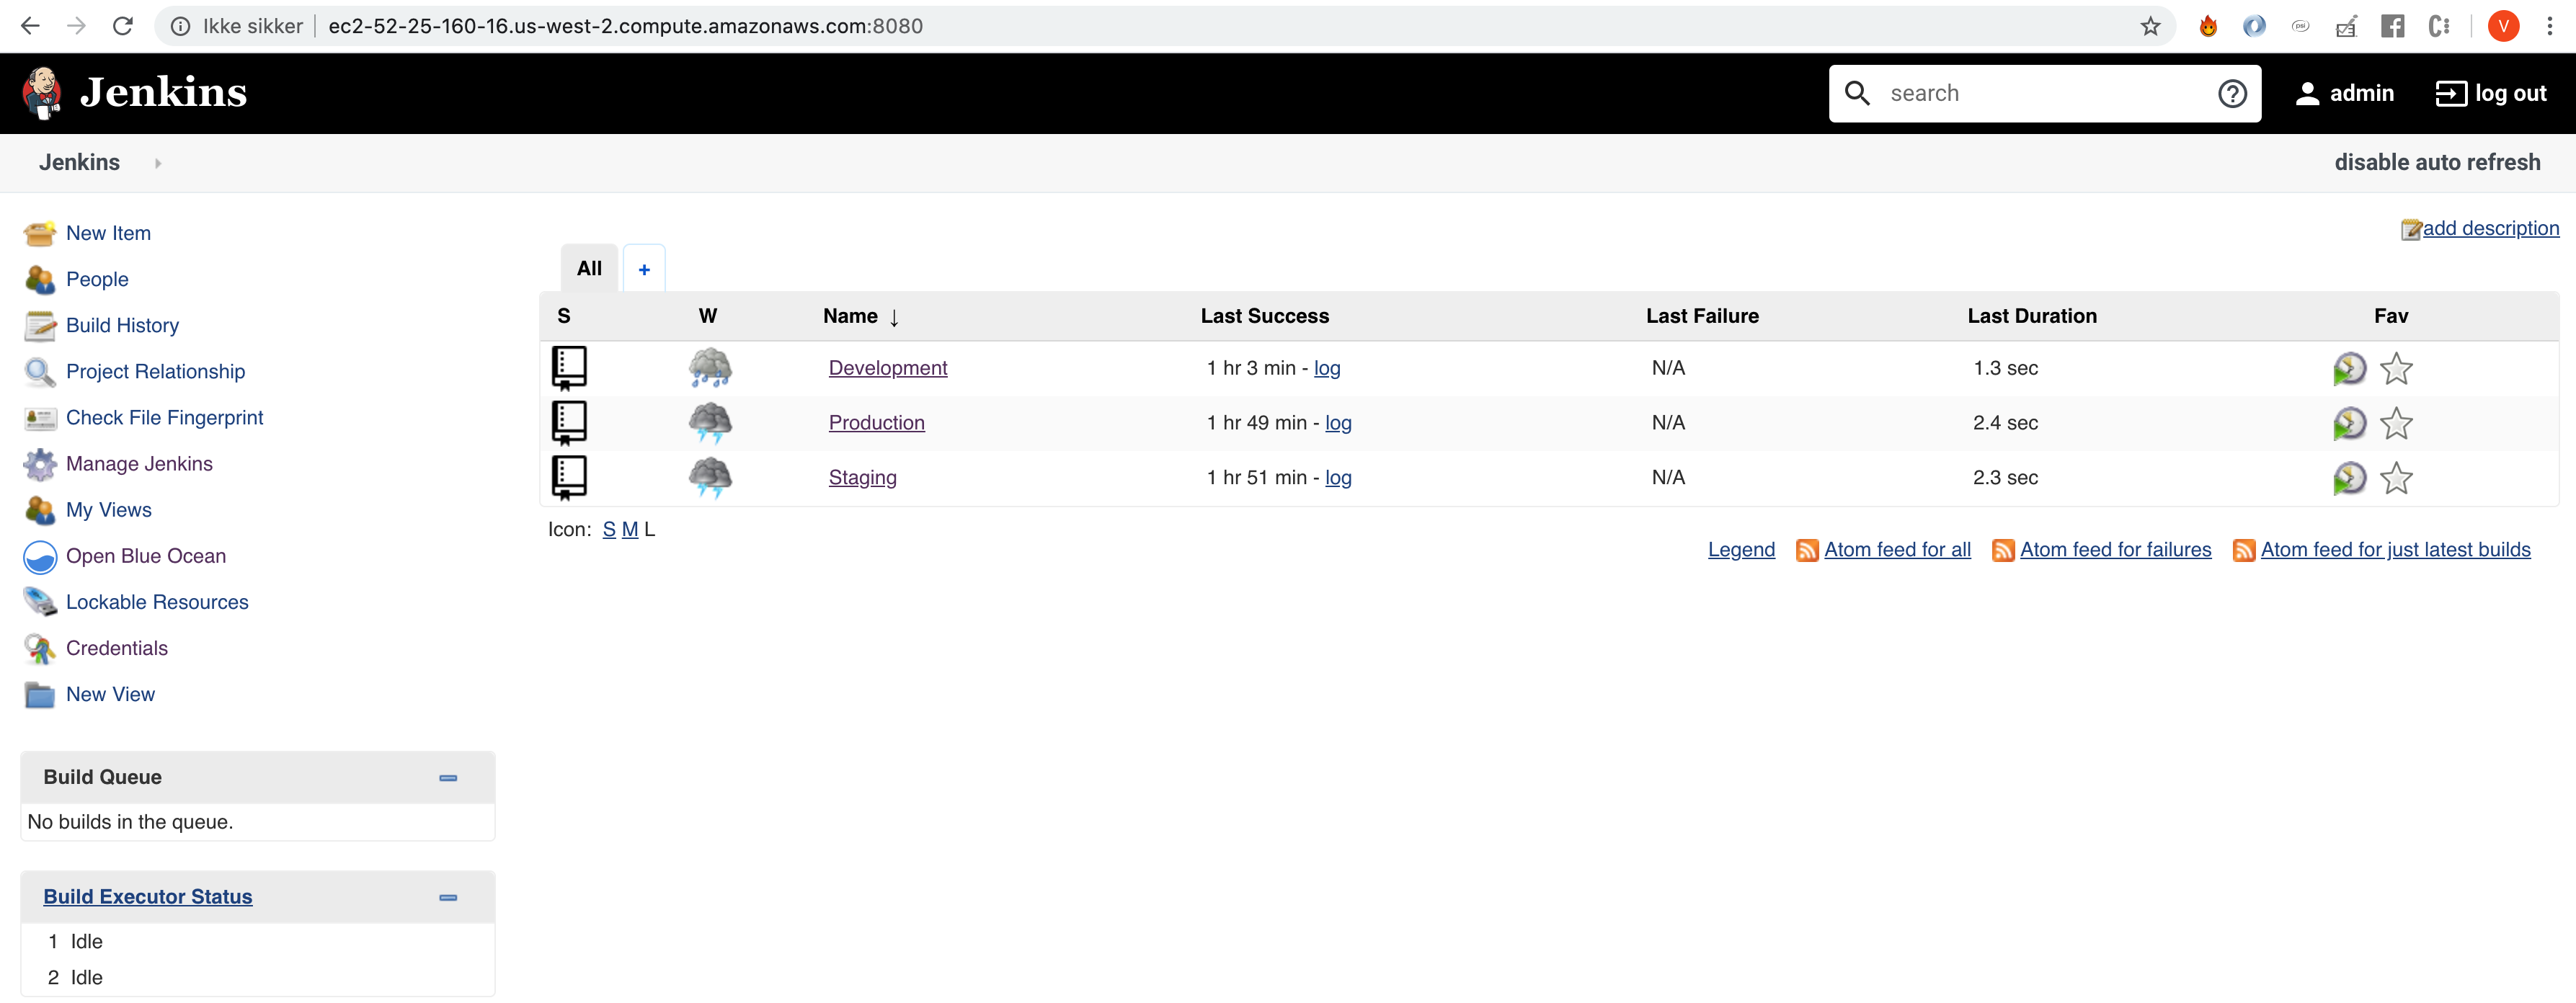 Ikke sikker ec2-52-25-160-16.us-west-2.compute.amazonaws.com:8080 psi V
Jenkins search admin log out
Jenkins disable auto refresh
add description
New Item
People
Build History
Project Relationship
Check File Fingerprint
Manage Jenkins
My Views
Open Blue Ocean
Lockable Resources
Credentials
New View
Build Queue
No builds in the queue.
Build Executor Status
1 Idle
2 Idle
All +
S W Name ↓ Last Success Last Failure Last Duration Fav
Development 1 hr 3 min - log N/A 1.3 sec
Production 1 hr 49 min - log N/A 2.4 sec
Staging 1 hr 51 min - log N/A 2.3 sec
Icon: S M L
Legend Atom feed for all Atom feed for failures Atom feed for just latest builds